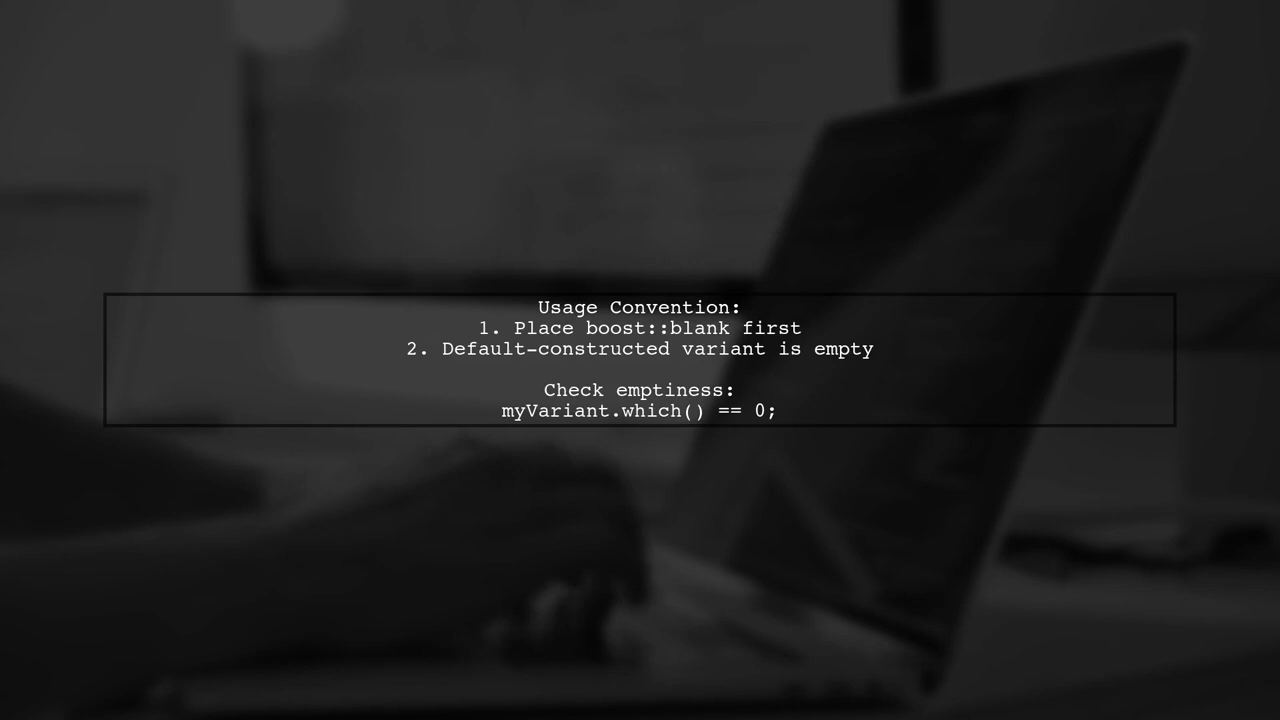 Usage Convention:
1. Place boost::blank first
2. Default-constructed variant is empty
Check emptiness:
myVariant.which() == 0;